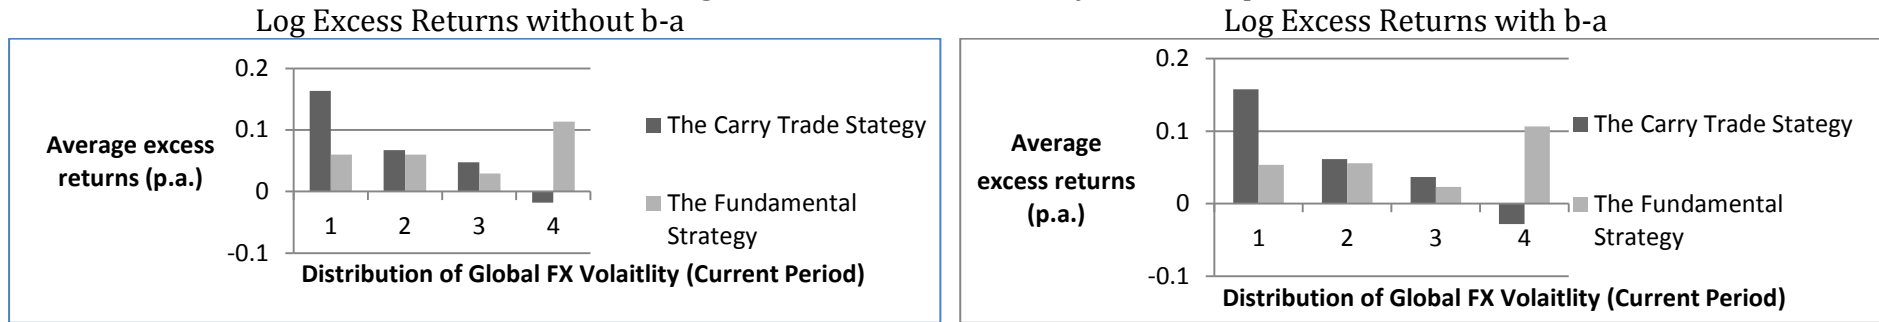 Log Excess Returns without b-a
0.2
0.1
0
-0.1
Average excess
returns (p.a.)
1 2 3 4
The Carry Trade Stategy
The Fundamental
Strategy
Distribution of Global FX Volaitlity (Current Period)
Log Excess Returns with b-a
0.2
0.1
0
-0.1
Average
excess returns
(p.a.)
1 2 3 4
The Carry Trade Stategy
The Fundamental
Strategy
Distribution of Global FX Volaitlity (Current Period)